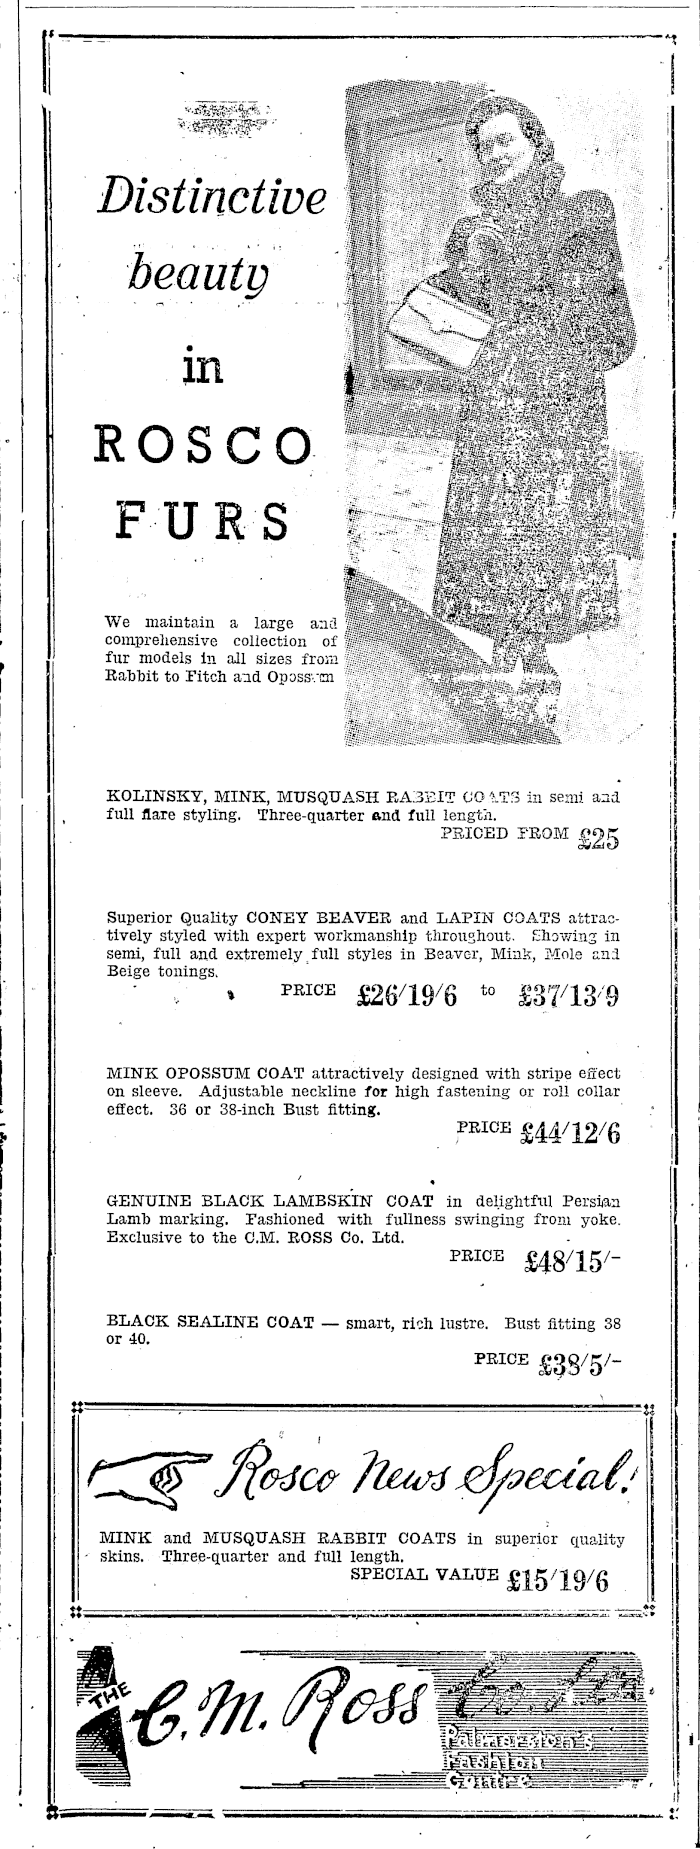 Distinctive
beauty
in
ROSCO
FURS
We maintain a large and
comprehensive collection of
fur models in all sizes from
Rabbit to Fitch and Opossum
KOLINSKY, MINK, MUSQUASH RABBIT COATS in semi and
full flare styling. Three-quarter and full length.
PRICED FROM £25
Superior Quality CONEY BEAVER and LAPIN COATS attrac-
tively styled with expert workmanship throughout. Showing in
semi, full and extremely full styles in Beaver, Mink, Mole and
Beige tonings.
PRICE £26/19/6 to £37/13/9
MINK OPOSSUM COAT attractively designed with stripe effect
on sleeve. Adjustable neckline for high fastening or roll collar
effect. 36 or 38-inch Bust fitting.
PRICE £44/12/6
GENUINE BLACK LAMBSKIN COAT in delightful Persian
Lamb marking. Fashioned with fullness swinging from yoke.
Exclusive to the C.M. ROSS Co. Ltd.
PRICE £48/15/-
BLACK SEALINE COAT — smart, rich lustre. Bust fitting 38
or 40.
PRICE £38/5/-
Rosco News Special!
MINK and MUSQUASH RABBIT COATS in superior quality
skins. Three-quarter and full length.
SPECIAL VALUE £15/19/6
THE C.M. Ross Co. Ltd.
Palmerston's
Fashion
Centre